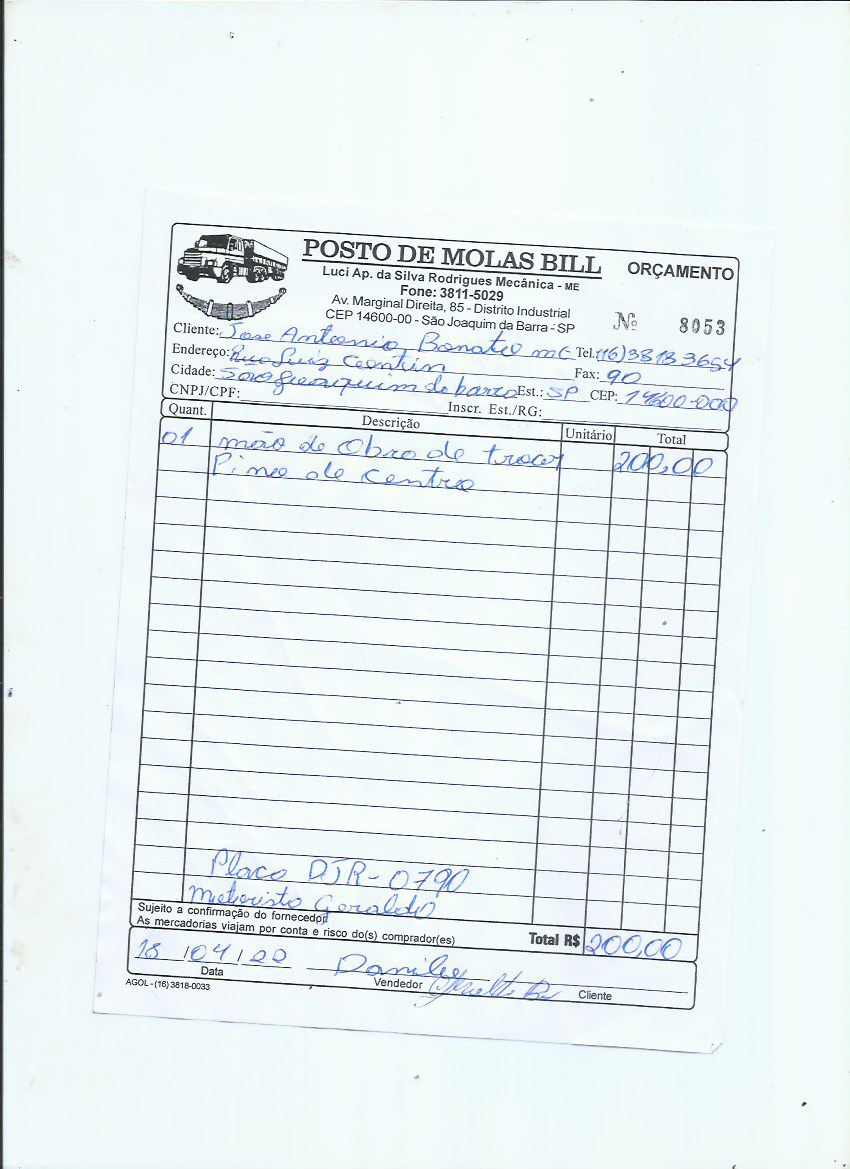 POSTO DE MOLAS BILL
ORÇAMENTO
Luci Ap. da Silva Rodrigues Mecânica - ME
Fone: 3811-5029
Av. Marginal Direita, 85 - Distrito Industrial
CEP 14600-00 - São Joaquim da Barra - SP
Nº 8053
Cliente: Jose Antonio Bonato me Tel. (16) 3818 3654
Endereço: Rua Luiz Centin Fax: 90
Cidade: São Joaquim da barra Est.: SP CEP: 14600-000
CNPJ/CPF: Inscr. Est./RG:
Quant. Descrição Unitário Total
01 mão de Obra de trocar 200,00
Pino de centro
Placa DJR-0790
Motorista Geraldo
Sujeito a confirmação do fornecedor
As mercadorias viajam por conta e risco do(s) comprador(es)
Total R$ 200,00
18 / 04 / 20 Danilo
Data Vendedor Cliente
AGOL - (16) 3818-0033